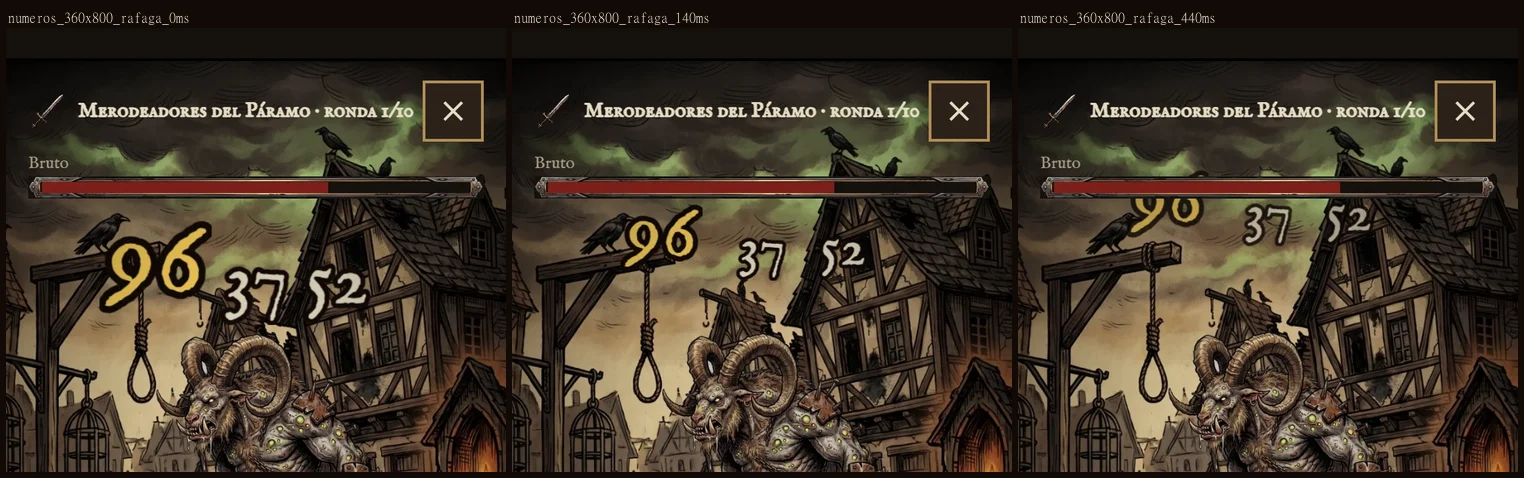 numeros_360x800_rafaga_0ms
Merodeadores del Páramo · ronda 1/10
Bruto
96 37 52
numeros_360x800_rafaga_140ms
Merodeadores del Páramo · ronda 1/10
Bruto
96 37 52
numeros_360x800_rafaga_440ms
Merodeadores del Páramo · ronda 1/10
Bruto
96 37 52